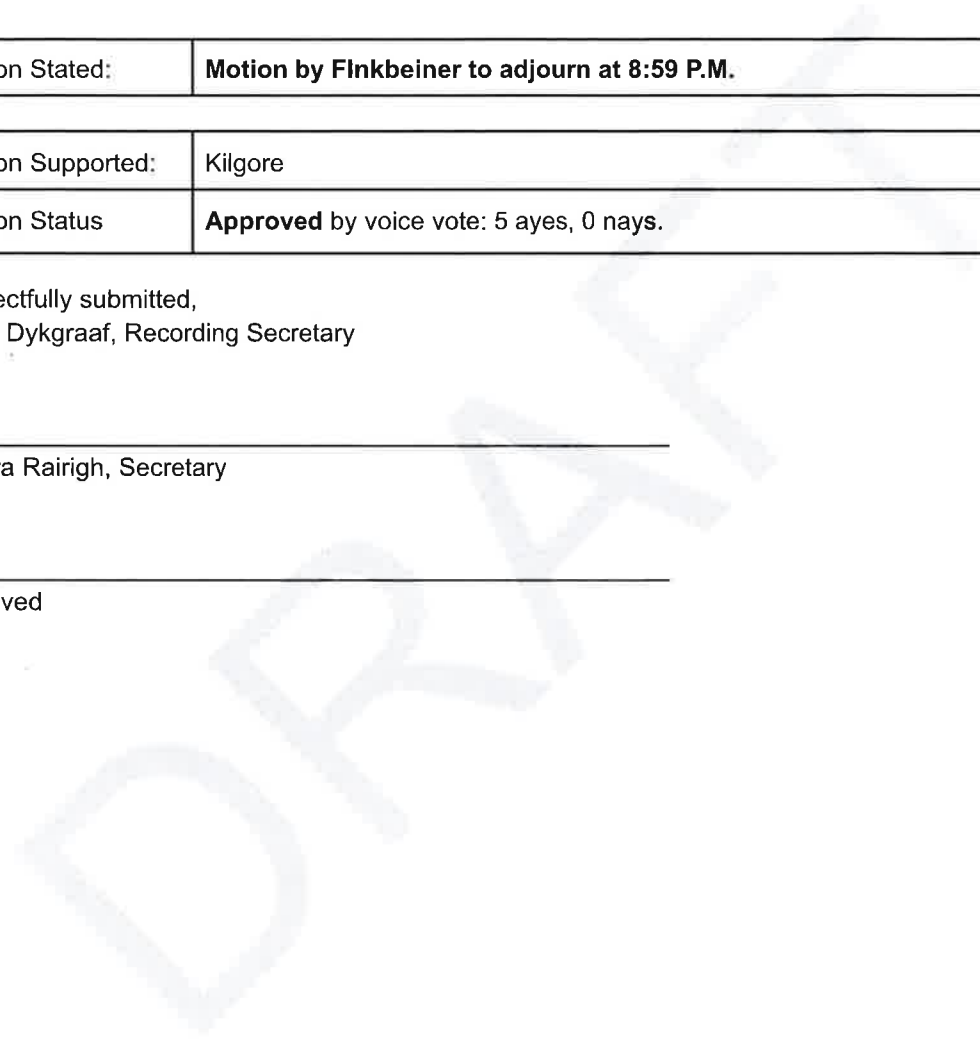 on Stated: Motion by FInkbeiner to adjourn at 8:59 P.M.
on Supported: Kilgore
on Status Approved by voice vote: 5 ayes, 0 nays.
ectfully submitted,
Dykgraaf, Recording Secretary
a Rairigh, Secretary
ved
DRAFT